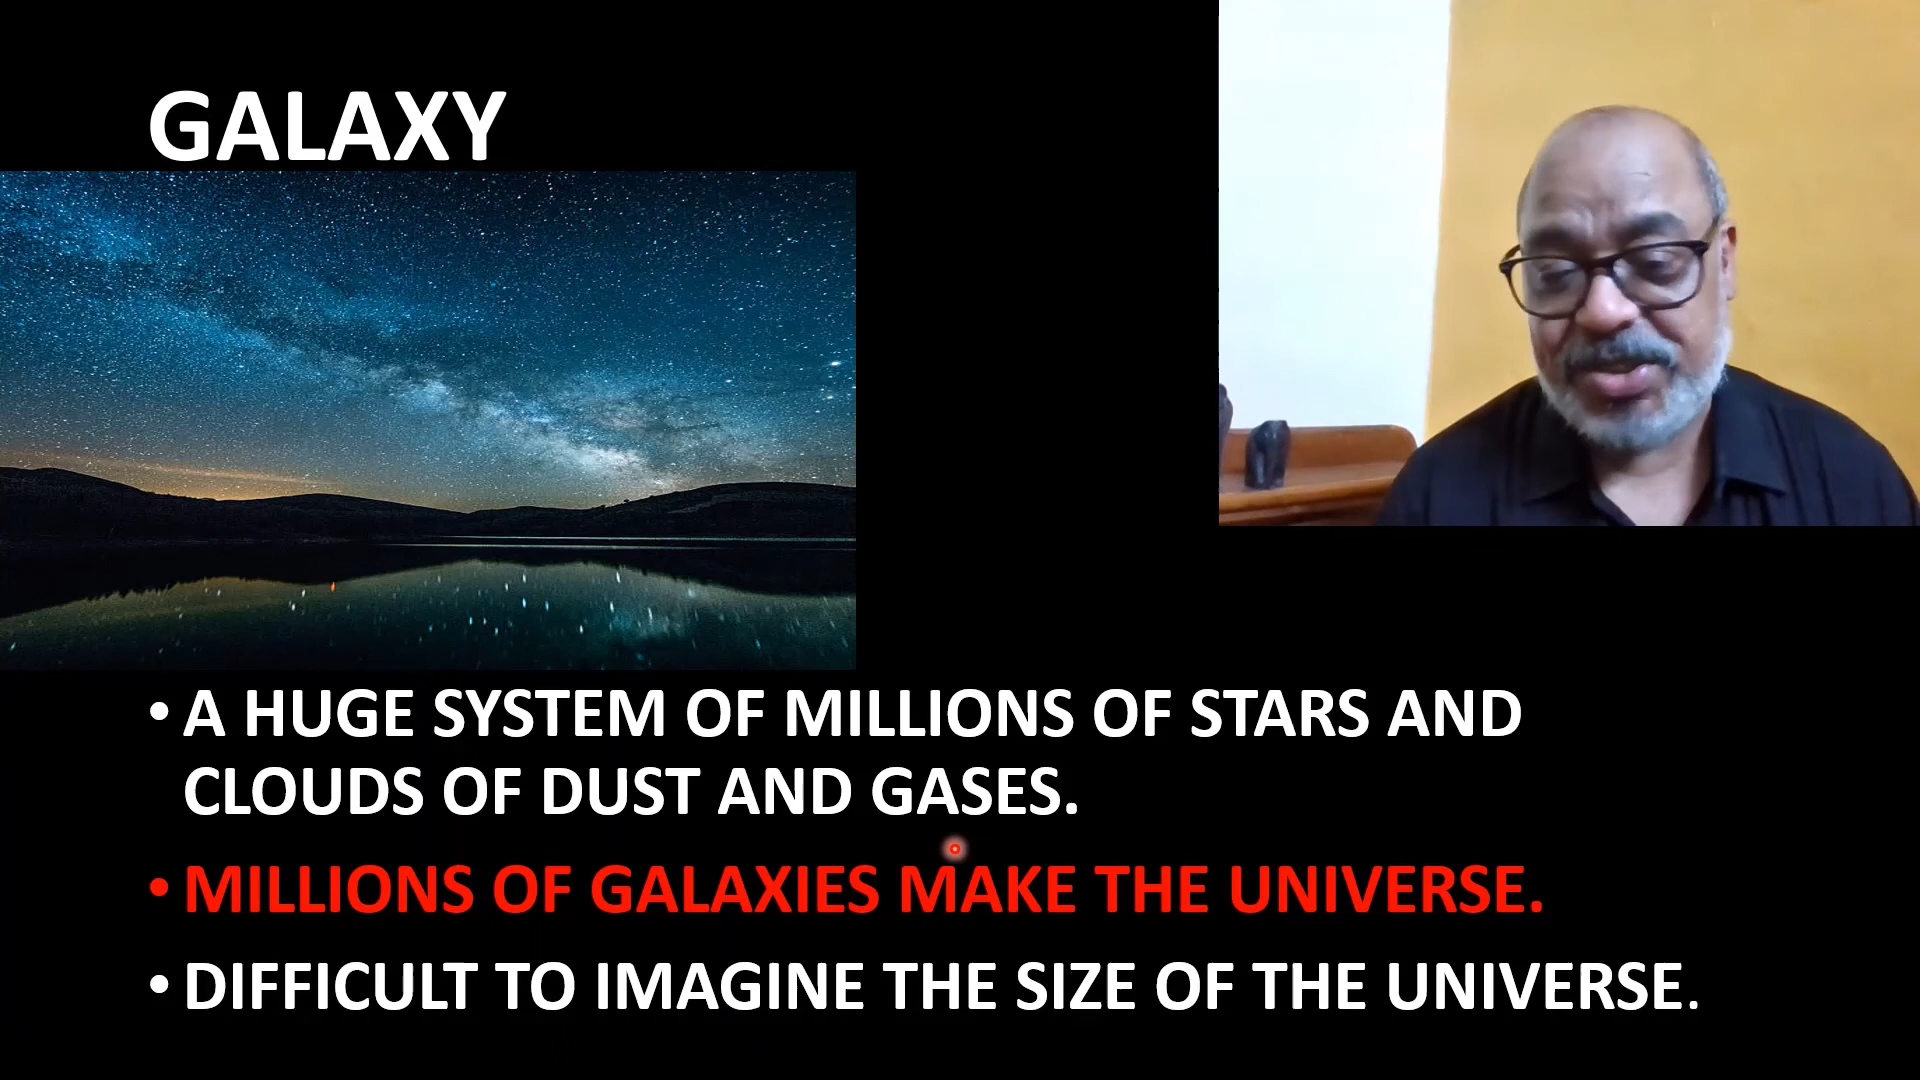 GALAXY
• A HUGE SYSTEM OF MILLIONS OF STARS AND
CLOUDS OF DUST AND GASES.
• MILLIONS OF GALAXIES MAKE THE UNIVERSE.
• DIFFICULT TO IMAGINE THE SIZE OF THE UNIVERSE.